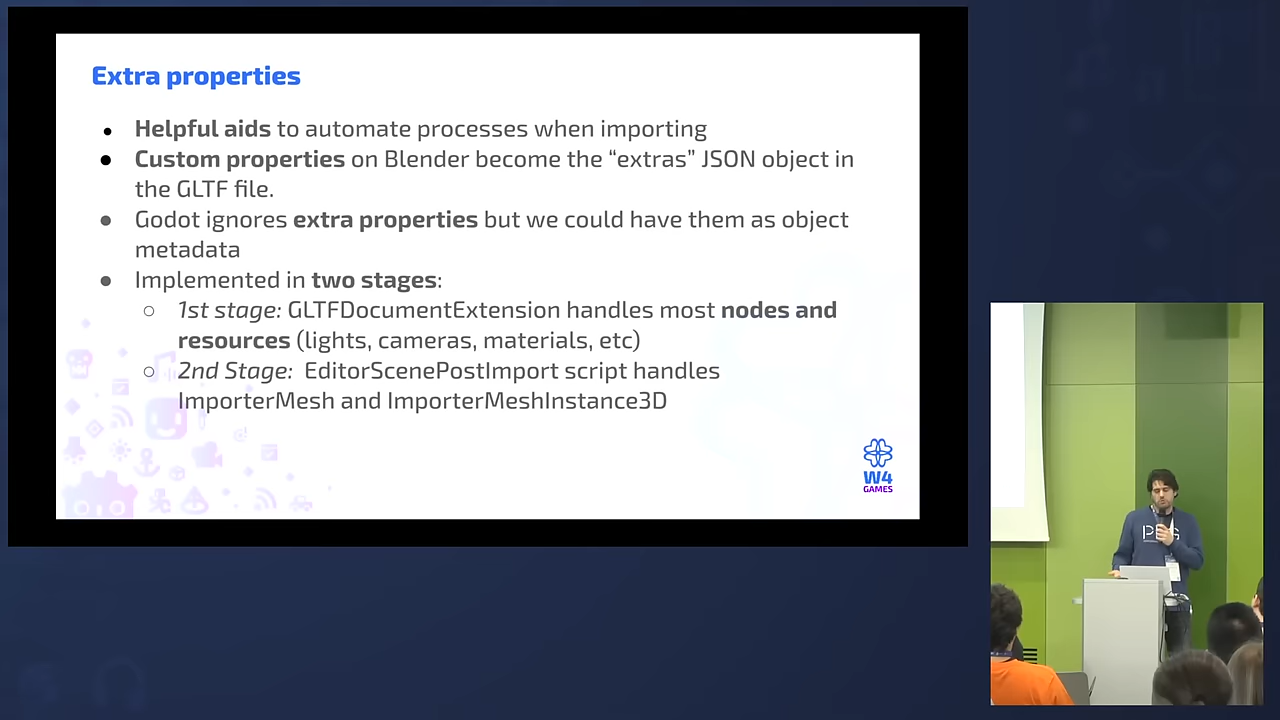 Extra properties
● Helpful aids to automate processes when importing
● Custom properties on Blender become the “extras” JSON object in
the GLTF file.
● Godot ignores extra properties but we could have them as object
metadata
● Implemented in two stages:
○ 1st stage: GLTFDocumentExtension handles most nodes and
resources (lights, cameras, materials, etc)
○ 2nd Stage: EditorScenePostImport script handles
ImporterMesh and ImporterMeshInstance3D
W4
GAMES